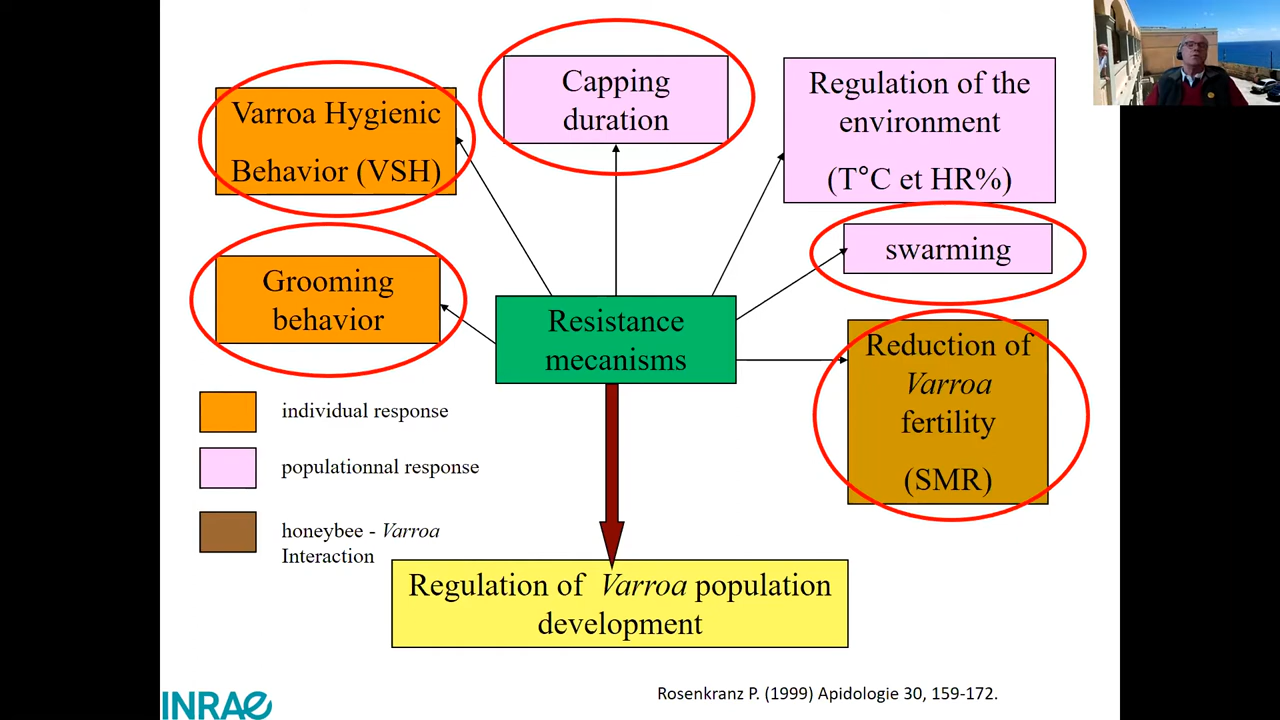 Varroa Hygienic
Behavior (VSH)
Capping
duration
Regulation of the
environment
(T°C et HR%)
swarming
Grooming
behavior
Resistance
mecanisms
Reduction of
Varroa
fertility
(SMR)
individual response
populationnal response
honeybee - Varroa
Interaction
Regulation of Varroa population
development
Rosenkranz P. (1999) Apidologie 30, 159-172.
INRAE